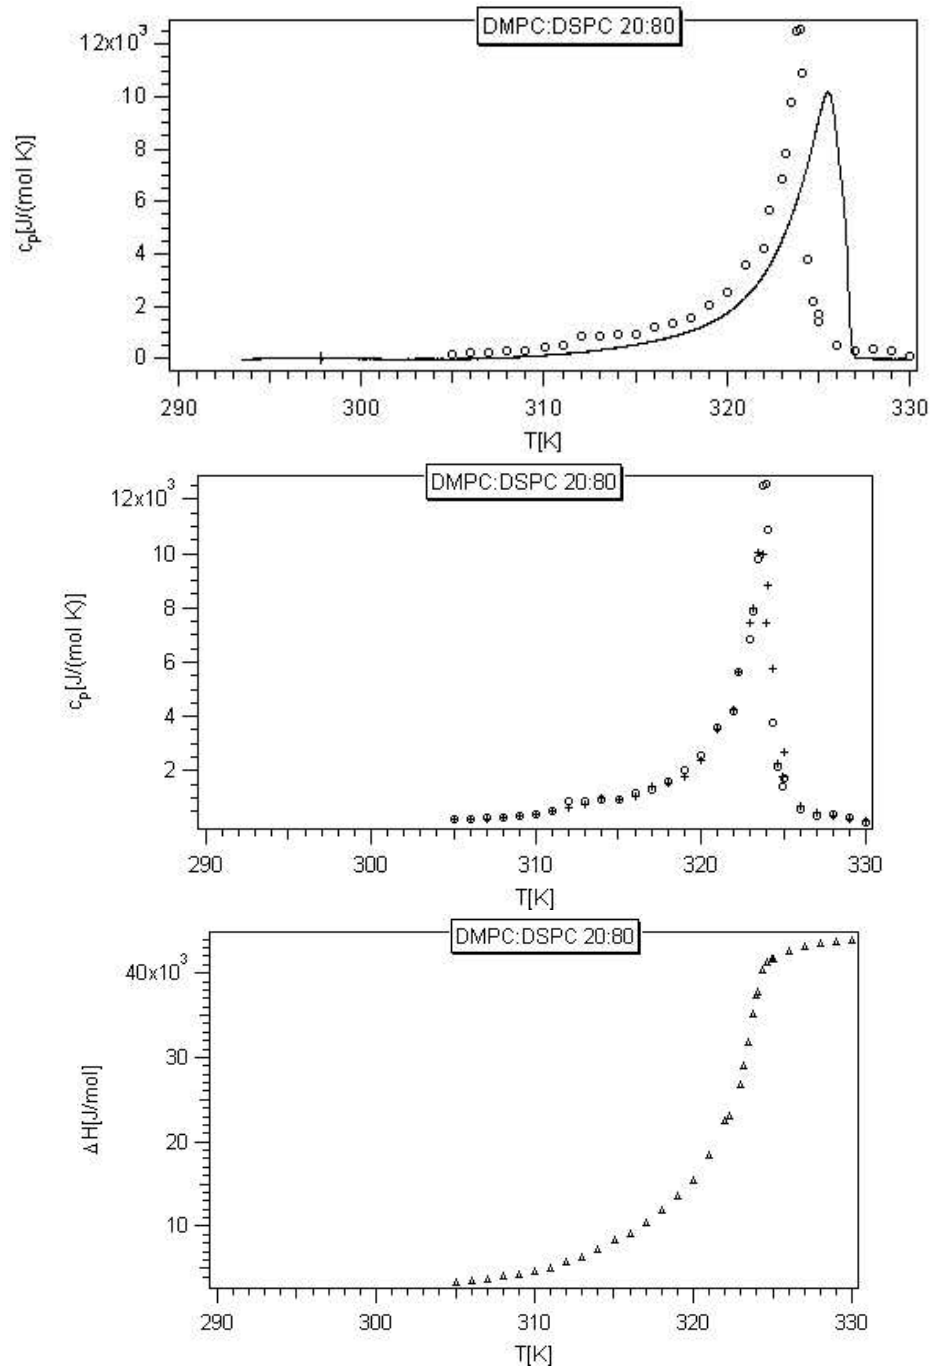 DMPC:DSPC 20:80
12x10³
10
8
6
4
2
0
cp[J/(mol K)]
290 300 310 320 330
T[K]
DMPC:DSPC 20:80
12x10³
10
8
6
4
2
cp[J/(mol K)]
290 300 310 320 330
T[K]
DMPC:DSPC 20:80
40x10³
30
20
10
ΔH[J/mol]
290 300 310 320 330
T[K]